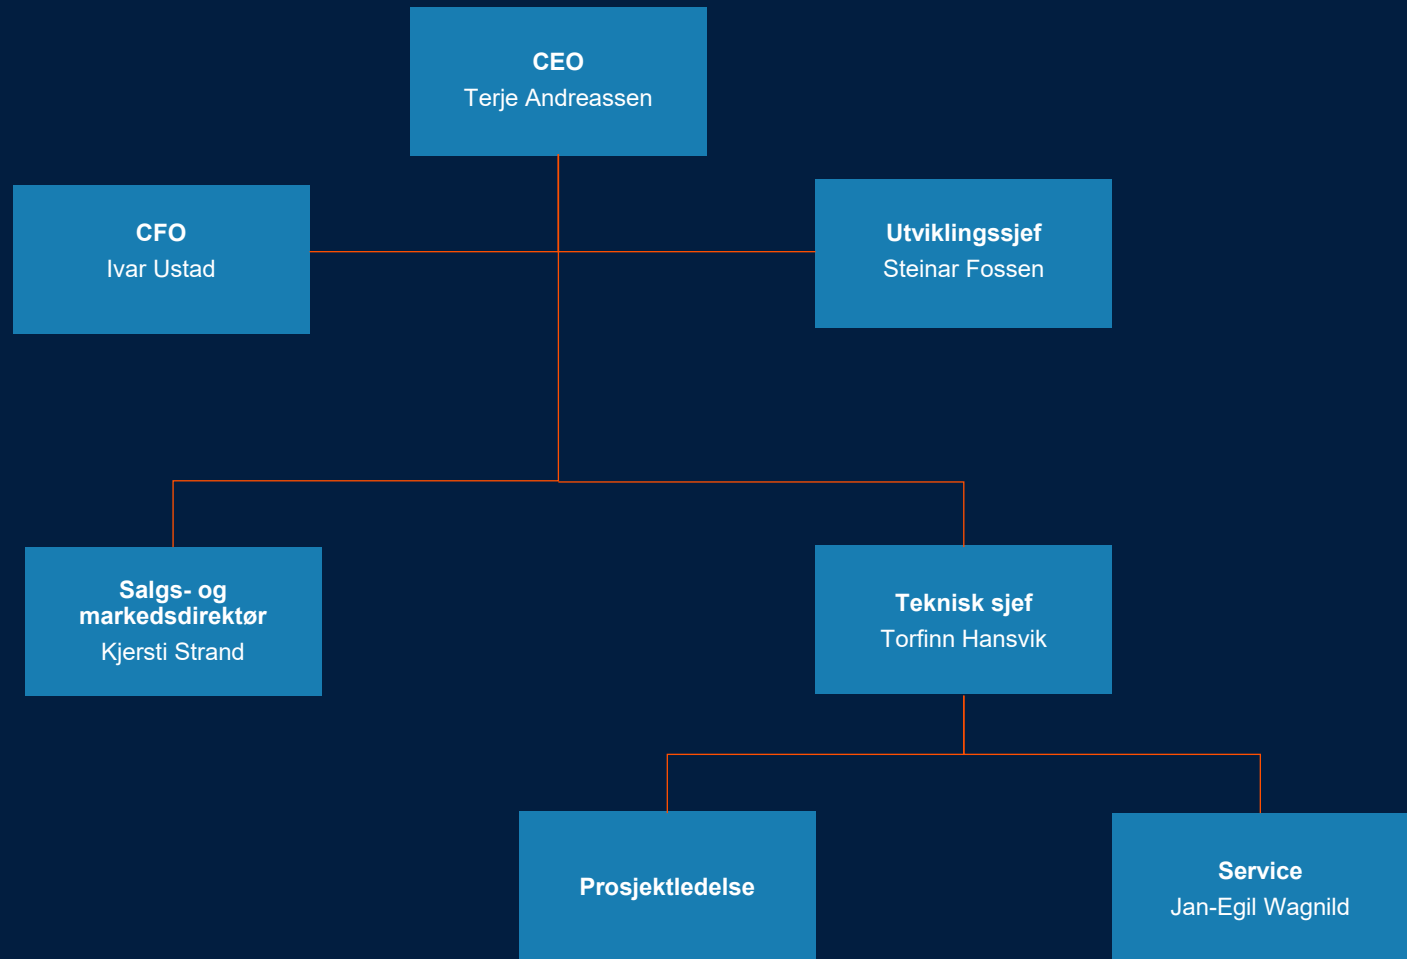 CEO
Terje Andreassen
CFO
Ivar Ustad
Utviklingssjef
Steinar Fossen
Salgs- og
markedsdirektør
Kjersti Strand
Teknisk sjef
Torfinn Hansvik
Prosjektledelse
Service
Jan-Egil Wagnild